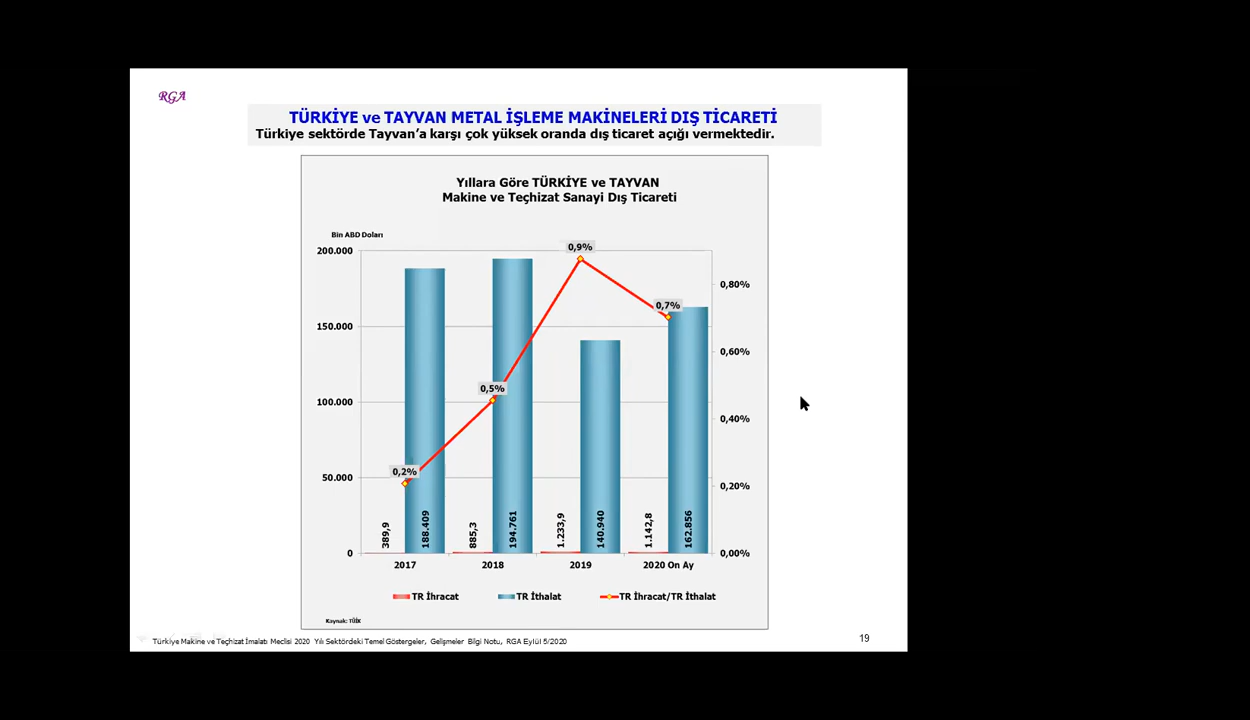 RGA
TÜRKİYE ve TAYVAN METAL İŞLEME MAKİNELERİ DIŞ TİCARETİ
Türkiye sektörde Tayvan’a karşı çok yüksek oranda dış ticaret açığı vermektedir.
Yıllara Göre TÜRKİYE ve TAYVAN
Makine ve Teçhizat Sanayi Dış Ticareti
Bin ABD Doları
200.000
150.000
100.000
50.000
0
0,80%
0,60%
0,40%
0,20%
0,00%
0,2%
0,5%
0,9%
0,7%
389,9
188.409
885,3
194.761
1.233,9
140.940
1.142,8
162.856
2017
2018
2019
2020 On Ay
TR İhracat
TR İthalat
TR İhracat/TR İthalat
Kaynak: TÜİK
Türkiye Makine ve Teçhizat İmalatı Meclisi 2020 Yılı Sektördeki Temel Göstergeler, Gelişmeler Bilgi Notu, RGA Eylül 5/2020
19